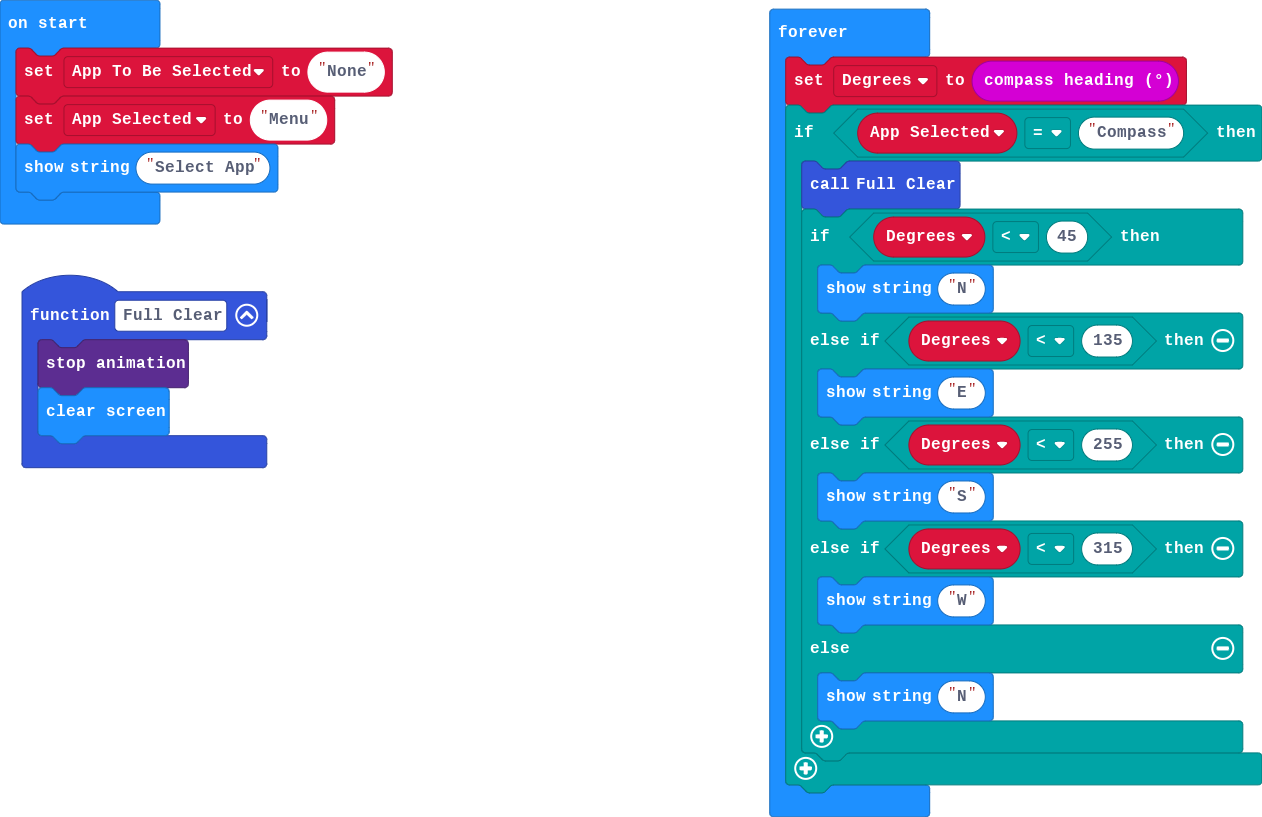 on start
set App To Be Selected to "None"
set App Selected to "Menu"
show string "Select App"
function Full Clear
stop animation
clear screen
forever
set Degrees to compass heading (°)
if App Selected = "Compass" then
call Full Clear
if Degrees < 45 then
show string "N"
else if Degrees < 135 then
show string "E"
else if Degrees < 255 then
show string "S"
else if Degrees < 315 then
show string "W"
else
show string "N"